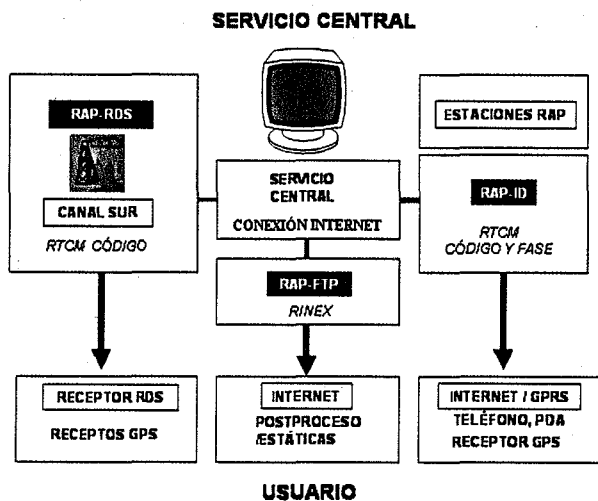 SERVICIO CENTRAL
RAP-RDS
CANAL SUR
RTCM CÓDIGO
SERVICIO
CENTRAL
CONEXIÓN INTERNET
ESTACIONES RAP
RAP-ID
RTCM
CÓDIGO Y FASE
RAP-FTP
RINEX
RECEPTOR RDS
RECEPTOS GPS
INTERNET
POSTPROCESO
/ESTÁTICAS
INTERNET / GPRS
TELÉFONO, PDA
RECEPTOR GPS
USUARIO